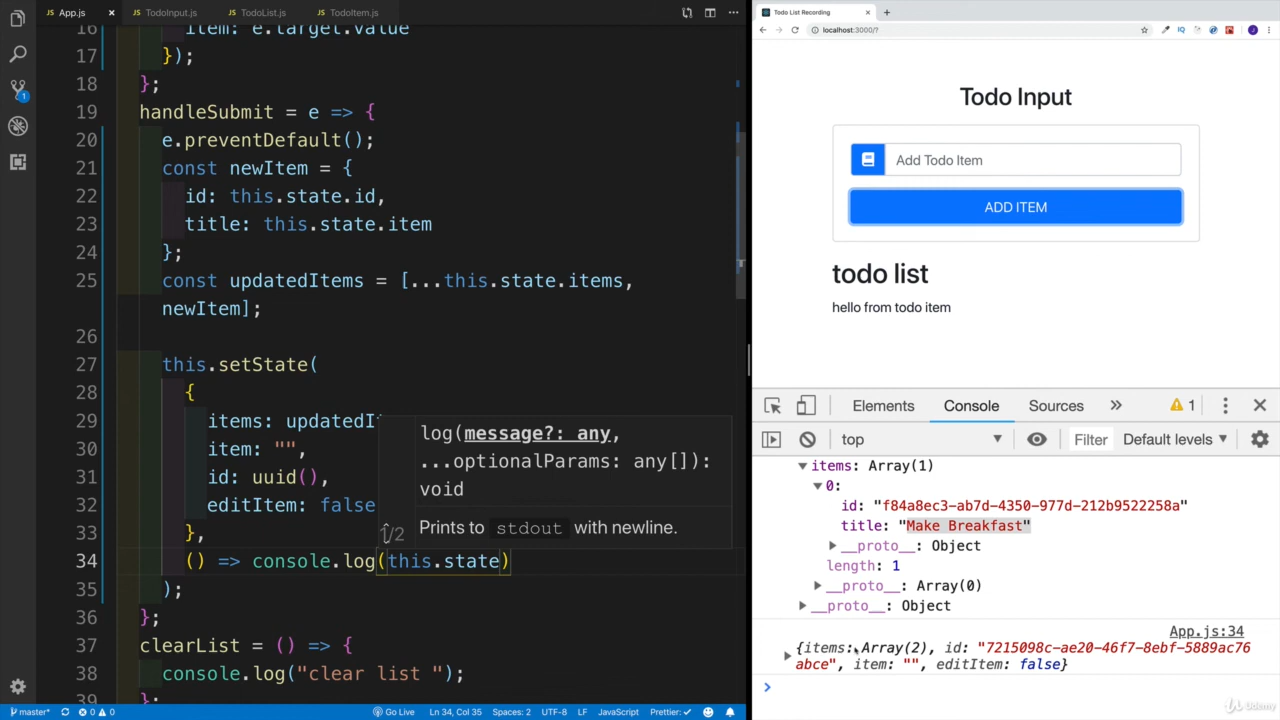 App.js
TodoInput.js
TodoList.js
TodoItem.js
16 item: e.target.value
17 });
18 };
19 handleSubmit = e => {
20 e.preventDefault();
21 const newItem = {
22 id: this.state.id,
23 title: this.state.item
24 };
25 const updatedItems = [...this.state.items,
newItem];
26
27 this.setState(
28 {
29 items: updatedI
30 item: "",
31 id: uuid(),
32 editItem: false
33 },
34 () => console.log(this.state)
35 );
36 };
37 clearList = () => {
38 console.log("clear list ");
39 };
log(message?: any,
...optionalParams: any[]):
void
1/2 Prints to stdout with newline.
1
master*
0 0
Go Live
Ln 34, Col 35
Spaces: 2
UTF-8
LF
JavaScript
Prettier: ✓
Todo List Recording
localhost:3000/?
Todo Input
Add Todo Item
ADD ITEM
todo list
hello from todo item
Elements
Console
Sources
»
1
top
Filter
Default levels
items: Array(1)
0:
id: "f84a8ec3-ab7d-4350-977d-212b9522258a"
title: "Make Breakfast"
__proto__: Object
length: 1
__proto__: Array(0)
__proto__: Object
App.js:34
{items: Array(2), id: "7215098c-ae20-46f7-8ebf-5889ac76
abce", item: "", editItem: false}
Udemy